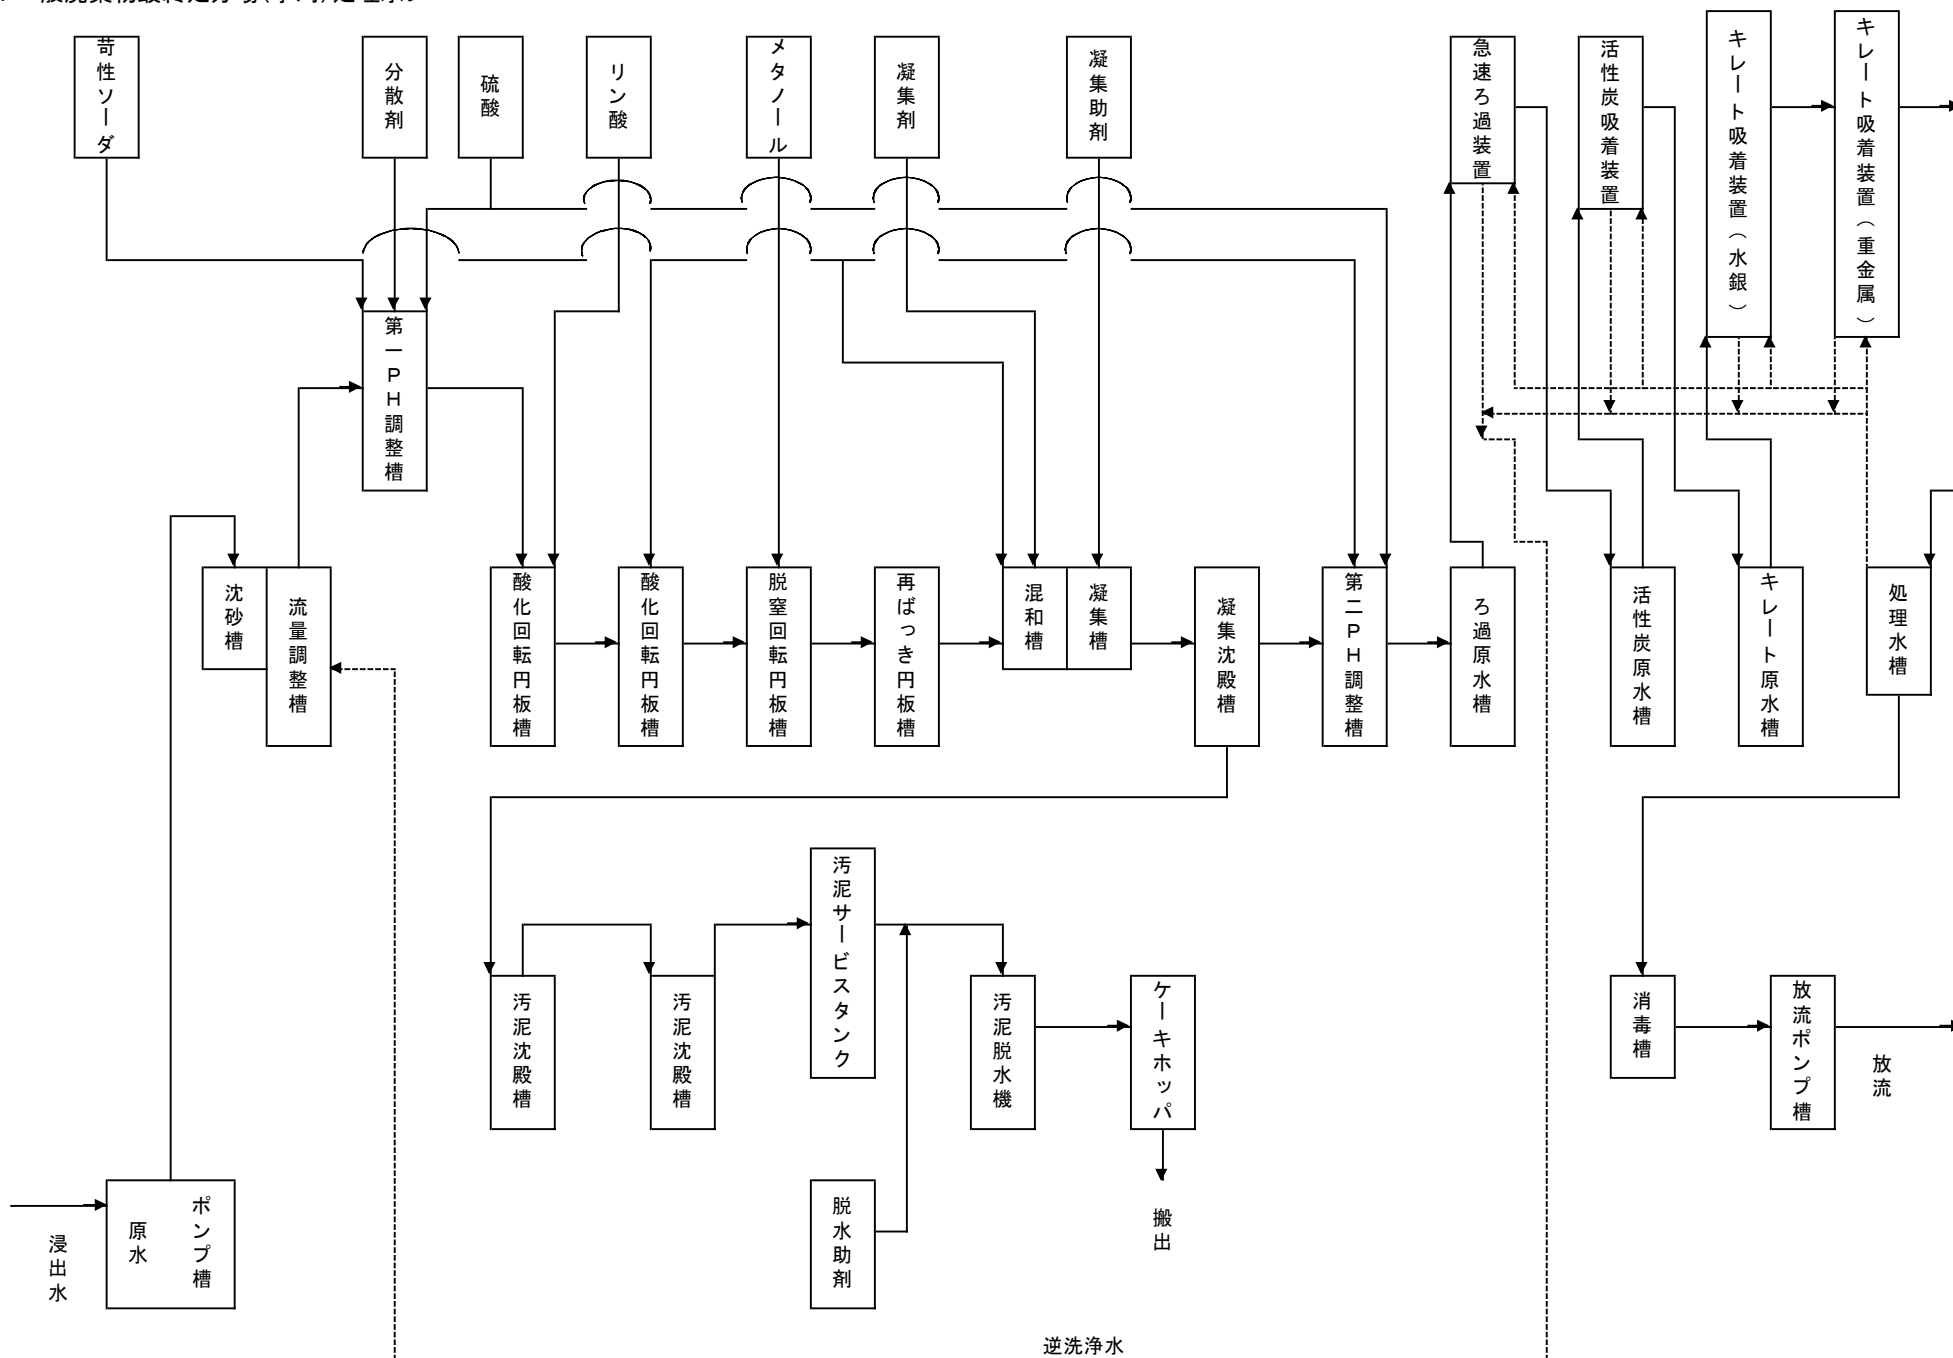 苛性ソーダ
分散剤
硫酸
リン酸
メタノール
凝集剤
凝集助剤
急速ろ過装置
活性炭吸着装置
キレート吸着装置（水銀）
キレート吸着装置（重金属）
第一ＰＨ調整槽
沈砂槽
流量調整槽
酸化回転円板槽
酸化回転円板槽
脱窒回転円板槽
再ばっき円板槽
混和槽
凝集槽
凝集沈殿槽
第二ＰＨ調整槽
ろ過原水槽
活性炭原水槽
キレート原水槽
処理水槽
汚泥サービスタンク
汚泥沈殿槽
汚泥沈殿槽
汚泥脱水機
ケーキホッパ
消毒槽
放流ポンプ槽
放流
原水
ポンプ槽
浸出水
脱水助剤
搬出
逆洗浄水